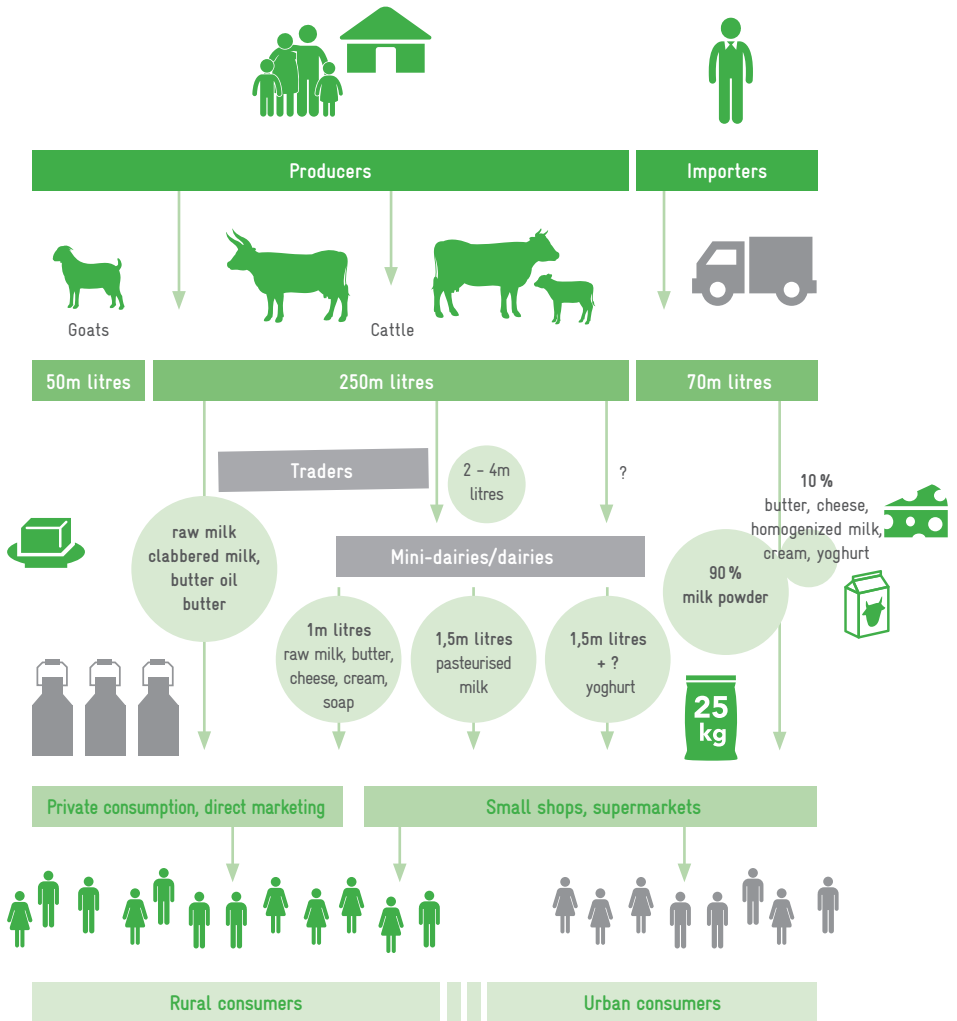 Producers
Importers
Goats
Cattle
50m litres
250m litres
70m litres
Traders
2 – 4m
litres
?
10 %
butter, cheese,
homogenized milk,
cream, yoghurt
raw milk
clabbered milk,
butter oil
butter
Mini-dairies/dairies
90 %
milk powder
1m litres
raw milk, butter,
cheese, cream,
soap
1,5m litres
pasteurised
milk
1,5m litres
+ ?
yoghurt
25
kg
Private consumption, direct marketing
Small shops, supermarkets
Rural consumers
Urban consumers